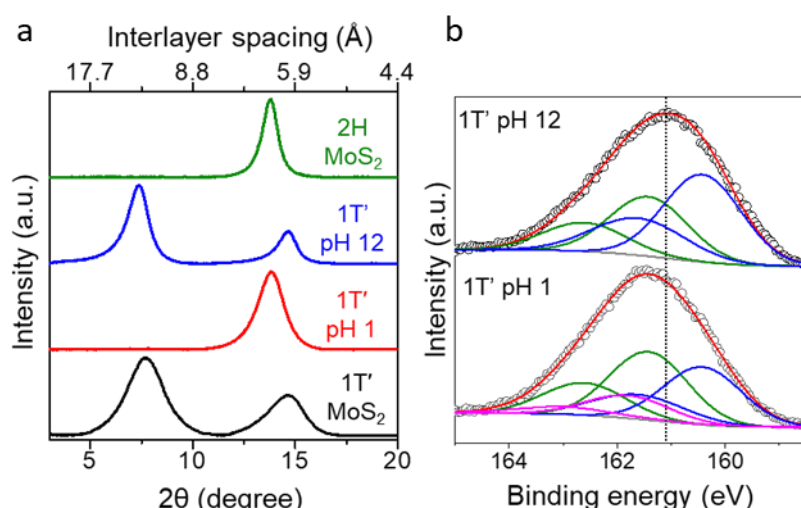 a
Interlayer spacing (Å)
17.7 8.8 5.9 4.4
2H
MoS₂
1T'
pH 12
1T'
pH 1
1T'
MoS₂
Intensity (a.u.)
5 10 15 20
2θ (degree)
b
1T' pH 12
1T' pH 1
Intensity (a.u.)
164 162 160
Binding energy (eV)